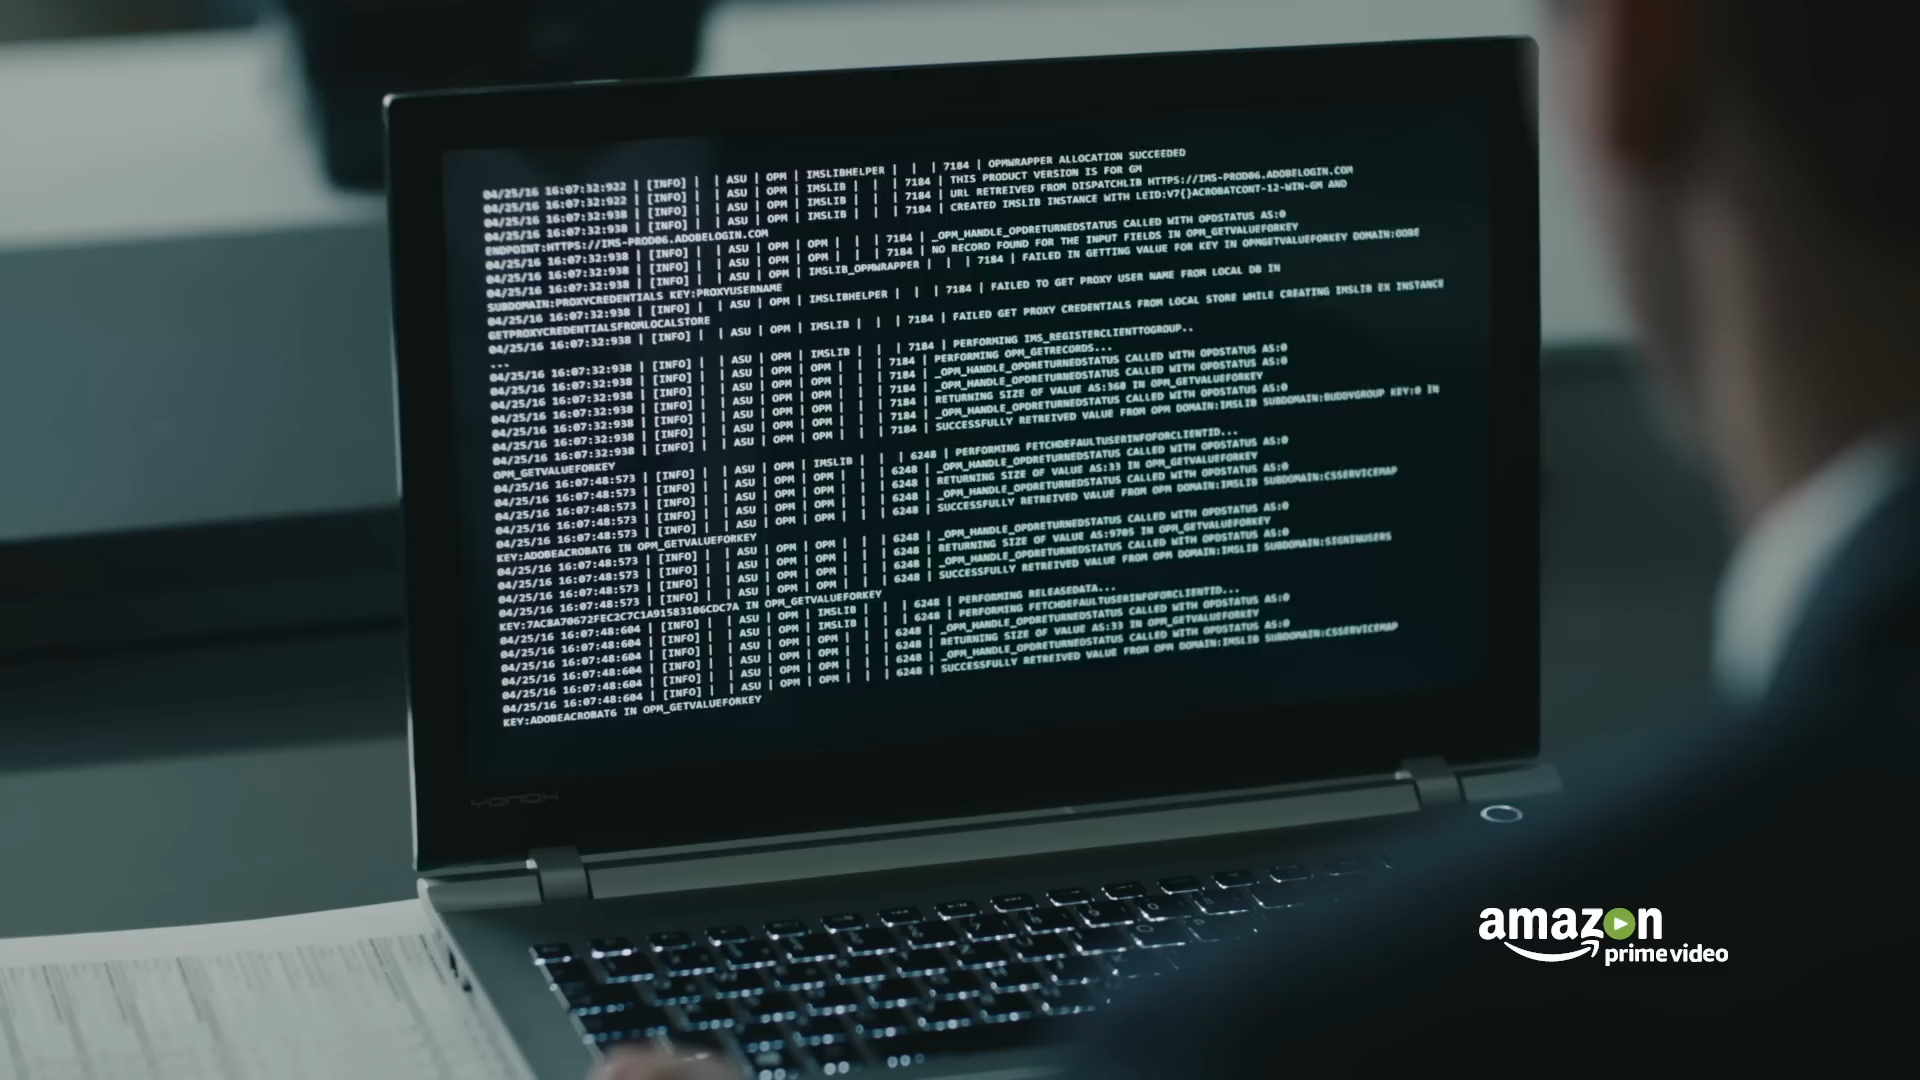 04/25/16 16:07:32:922 | [INFO] | | ASU | OPM | IMSLIBHELPER | | | 7184 | OPMWRAPPER ALLOCATION SUCCEEDED
04/25/16 16:07:32:922 | [INFO] | | ASU | OPM | IMSLIB | | | 7184 | THIS PRODUCT VERSION IS FOR GM
04/25/16 16:07:32:938 | [INFO] | | ASU | OPM | IMSLIB | | | 7184 | URL RETREIVED FROM DISPATCHLIB HTTPS://IMS-PROD06.ADOBELOGIN.COM
04/25/16 16:07:32:938 | [INFO] | | ASU | OPM | IMSLIB | | | 7184 | CREATED IMSLIB INSTANCE WITH LEID:V7{}ACROBATCONT-12-WIN-GM AND
ENDPOINT:HTTPS://IMS-PROD06.ADOBELOGIN.COM
04/25/16 16:07:32:938 | [INFO] | | ASU | OPM | OPM | | | 7184 | _OPM_HANDLE_OPDRETURNEDSTATUS CALLED WITH OPDSTATUS AS:0
04/25/16 16:07:32:938 | [INFO] | | ASU | OPM | OPM | | | 7184 | NO RECORD FOUND FOR THE INPUT FIELDS IN OPM_GETVALUEFORKEY
04/25/16 16:07:32:938 | [INFO] | | ASU | OPM | IMSLIB_OPMWRAPPER | | | 7184 | FAILED IN GETTING VALUE FOR KEY IN OPMGETVALUEFORKEY DOMAIN:OOBE
SUBDOMAIN:PROXYCREDENTIALS KEY:PROXYUSERNAME
04/25/16 16:07:32:938 | [INFO] | | ASU | OPM | IMSLIBHELPER | | | 7184 | FAILED TO GET PROXY USER NAME FROM LOCAL DB IN
GETPROXYCREDENTIALSFROMLOCALSTORE
04/25/16 16:07:32:938 | [INFO] | | ASU | OPM | IMSLIB | | | 7184 | FAILED GET PROXY CREDENTIALS FROM LOCAL STORE WHILE CREATING IMSLIB EX INSTANCE
...
04/25/16 16:07:32:938 | [INFO] | | ASU | OPM | IMSLIB | | | 7184 | PERFORMING IMS_REGISTERCLIENTTOGROUP..
04/25/16 16:07:32:938 | [INFO] | | ASU | OPM | OPM | | | 7184 | PERFORMING OPM_GETRECORDS...
04/25/16 16:07:32:938 | [INFO] | | ASU | OPM | OPM | | | 7184 | _OPM_HANDLE_OPDRETURNEDSTATUS CALLED WITH OPDSTATUS AS:0
04/25/16 16:07:32:938 | [INFO] | | ASU | OPM | OPM | | | 7184 | _OPM_HANDLE_OPDRETURNEDSTATUS CALLED WITH OPDSTATUS AS:0
04/25/16 16:07:32:938 | [INFO] | | ASU | OPM | OPM | | | 7184 | RETURNING SIZE OF VALUE AS:360 IN OPM_GETVALUEFORKEY
04/25/16 16:07:32:938 | [INFO] | | ASU | OPM | OPM | | | 7184 | _OPM_HANDLE_OPDRETURNEDSTATUS CALLED WITH OPDSTATUS AS:0
04/25/16 16:07:32:938 | [INFO] | | ASU | OPM | OPM | | | 7184 | SUCCESSFULLY RETREIVED VALUE FROM OPM DOMAIN:IMSLIB SUBDOMAIN:BUDDYGROUP KEY:0 IN
OPM_GETVALUEFORKEY
04/25/16 16:07:48:573 | [INFO] | | ASU | OPM | IMSLIB | | | 6248 | PERFORMING FETCHDEFAULTUSERINFOFORCLIENTID...
04/25/16 16:07:48:573 | [INFO] | | ASU | OPM | OPM | | | 6248 | _OPM_HANDLE_OPDRETURNEDSTATUS CALLED WITH OPDSTATUS AS:0
04/25/16 16:07:48:573 | [INFO] | | ASU | OPM | OPM | | | 6248 | RETURNING SIZE OF VALUE AS:33 IN OPM_GETVALUEFORKEY
04/25/16 16:07:48:573 | [INFO] | | ASU | OPM | OPM | | | 6248 | _OPM_HANDLE_OPDRETURNEDSTATUS CALLED WITH OPDSTATUS AS:0
04/25/16 16:07:48:573 | [INFO] | | ASU | OPM | OPM | | | 6248 | SUCCESSFULLY RETREIVED VALUE FROM OPM DOMAIN:IMSLIB SUBDOMAIN:CSSERVICEMAP
KEY:ADOBEACROBAT6 IN OPM_GETVALUEFORKEY
04/25/16 16:07:48:573 | [INFO] | | ASU | OPM | OPM | | | 6248 | _OPM_HANDLE_OPDRETURNEDSTATUS CALLED WITH OPDSTATUS AS:0
04/25/16 16:07:48:573 | [INFO] | | ASU | OPM | OPM | | | 6248 | RETURNING SIZE OF VALUE AS:9705 IN OPM_GETVALUEFORKEY
04/25/16 16:07:48:573 | [INFO] | | ASU | OPM | OPM | | | 6248 | _OPM_HANDLE_OPDRETURNEDSTATUS CALLED WITH OPDSTATUS AS:0
04/25/16 16:07:48:573 | [INFO] | | ASU | OPM | OPM | | | 6248 | SUCCESSFULLY RETREIVED VALUE FROM OPM DOMAIN:IMSLIB SUBDOMAIN:SIGNINUSERS
KEY:7AC8A70672FEC2C7C1A91583106CDC7A IN OPM_GETVALUEFORKEY
04/25/16 16:07:48:604 | [INFO] | | ASU | OPM | IMSLIB | | | 6248 | PERFORMING RELEASEDATA...
04/25/16 16:07:48:604 | [INFO] | | ASU | OPM | IMSLIB | | | 6248 | PERFORMING FETCHDEFAULTUSERINFOFORCLIENTID...
04/25/16 16:07:48:604 | [INFO] | | ASU | OPM | OPM | | | 6248 | _OPM_HANDLE_OPDRETURNEDSTATUS CALLED WITH OPDSTATUS AS:0
04/25/16 16:07:48:604 | [INFO] | | ASU | OPM | OPM | | | 6248 | RETURNING SIZE OF VALUE AS:33 IN OPM_GETVALUEFORKEY
04/25/16 16:07:48:604 | [INFO] | | ASU | OPM | OPM | | | 6248 | _OPM_HANDLE_OPDRETURNEDSTATUS CALLED WITH OPDSTATUS AS:0
04/25/16 16:07:48:604 | [INFO] | | ASU | OPM | OPM | | | 6248 | SUCCESSFULLY RETREIVED VALUE FROM OPM DOMAIN:IMSLIB SUBDOMAIN:CSSERVICEMAP
KEY:ADOBEACROBAT6 IN OPM_GETVALUEFORKEY
YONOX
amazon
prime video